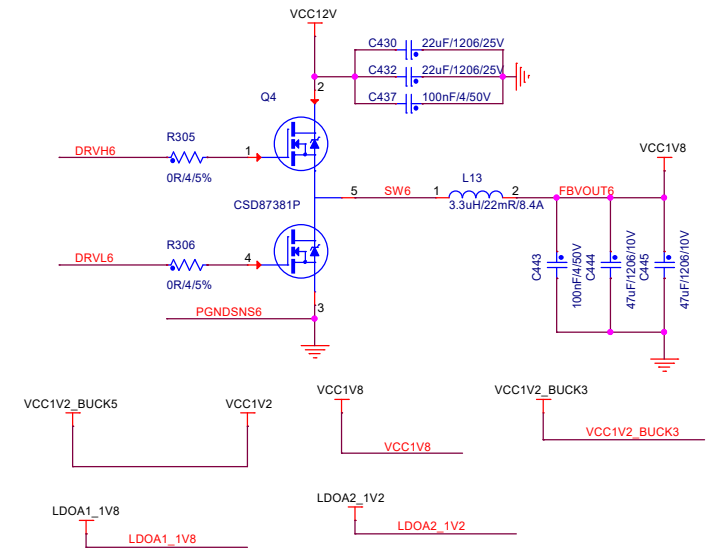 VCC12V
C430 22uF/1206/25V
C432 22uF/1206/25V
C437 100nF/4/50V
2
Q4
R305
DRVH6
1
0R/4/5%
CSD87381P
5
SW6
1
L13
2
3.3uH/22mR/8.4A
FBVOUT6
VCC1V8
R306
DRVL6
4
0R/4/5%
3
PGNDSNS6
C443
100nF/4/50V
C444
47uF/1206/10V
C445
47uF/1206/10V
VCC1V2_BUCK5
VCC1V2
VCC1V8
VCC1V8
VCC1V2_BUCK3
VCC1V2_BUCK3
LDOA1_1V8
LDOA1_1V8
LDOA2_1V2
LDOA2_1V2